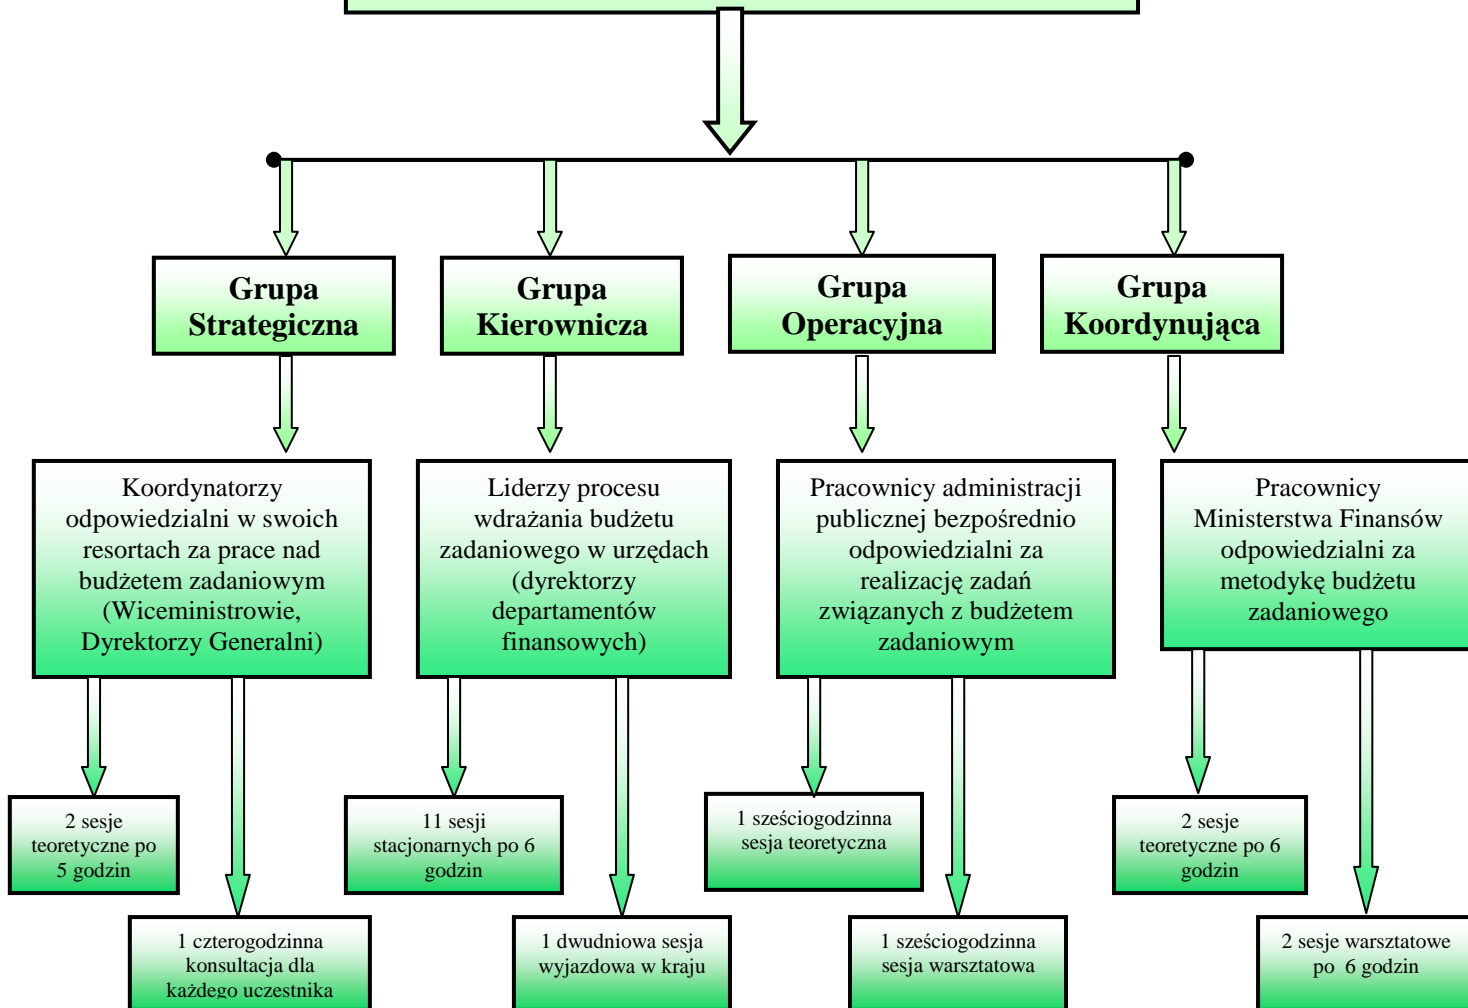 Grupa
Strategiczna
Grupa
Kierownicza
Grupa
Operacyjna
Grupa
Koordynująca
Koordynatorzy
odpowiedzialni w swoich
resortach za prace nad
budżetem zadaniowym
(Wiceministrowie,
Dyrektorzy Generalni)
Liderzy procesu
wdrażania budżetu
zadaniowego w urzędach
(dyrektorzy
departamentów
finansowych)
Pracownicy administracji
publicznej bezpośrednio
odpowiedzialni za
realizację zadań
związanych z budżetem
zadaniowym
Pracownicy
Ministerstwa Finansów
odpowiedzialni za
metodykę budżetu
zadaniowego
2 sesje
teoretyczne po
5 godzin
11 sesji
stacjonarnych po 6
godzin
1 sześciogodzinna
sesja teoretyczna
2 sesje
teoretyczne po 6
godzin
1 czterogodzinna
konsultacja dla
każdego uczestnika
1 dwudniowa sesja
wyjazdowa w kraju
1 sześciogodzinna
sesja warsztatowa
2 sesje warsztatowe
po 6 godzin